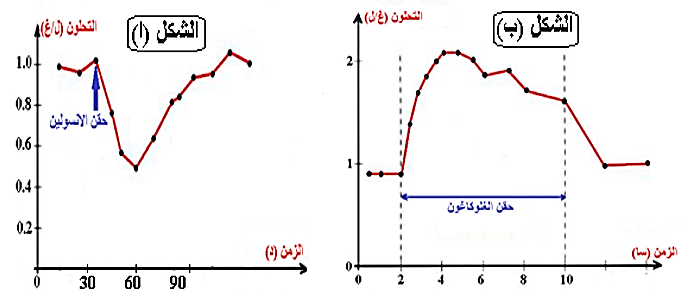 الشكل (ب)
التحلون (غ/ل)
2
1
0
حقن الغلوكاغون
0 2 4 6 8 10
الزمن (سا)
الشكل (ا)
التحلون (ل/غ)
1.0
0.8
0.6
0.4
0.2
حقن الانسولين
0 30 60 90
الزمن (د)